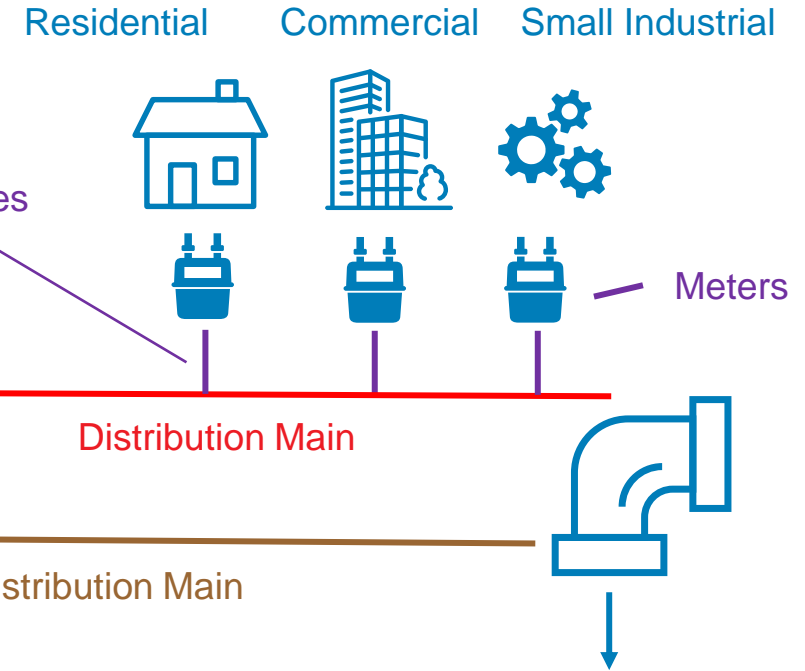 Residential Commercial Small Industrial
es
Meters
Distribution Main
stribution Main